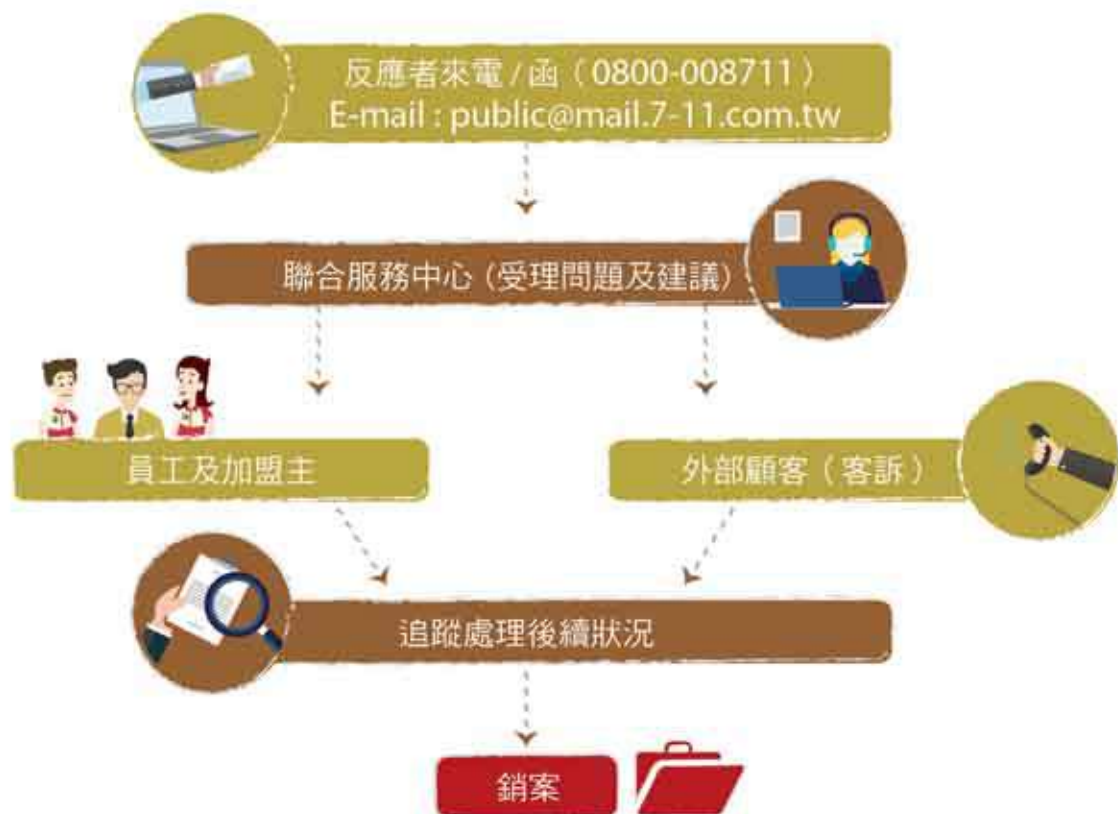 反應者來電/函（0800-008711）
E-mail : public@mail.7-11.com.tw
聯合服務中心（受理問題及建議）
員工及加盟主
外部顧客（客訴）
追蹤處理後續狀況
銷案